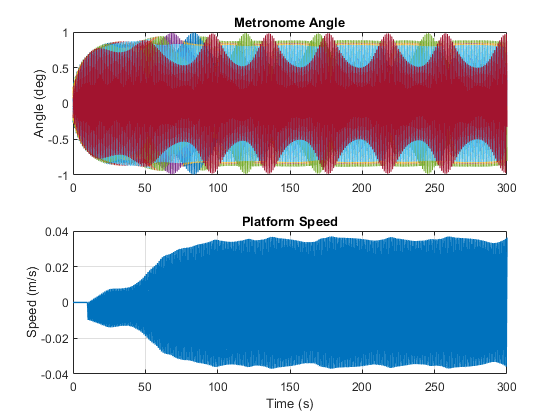 Metronome Angle
1
0.5
0
-0.5
-1
Angle (deg)
0 50 100 150 200 250 300
Platform Speed
0.04
0.02
0
-0.02
-0.04
Speed (m/s)
0 50 100 150 200 250 300
Time (s)